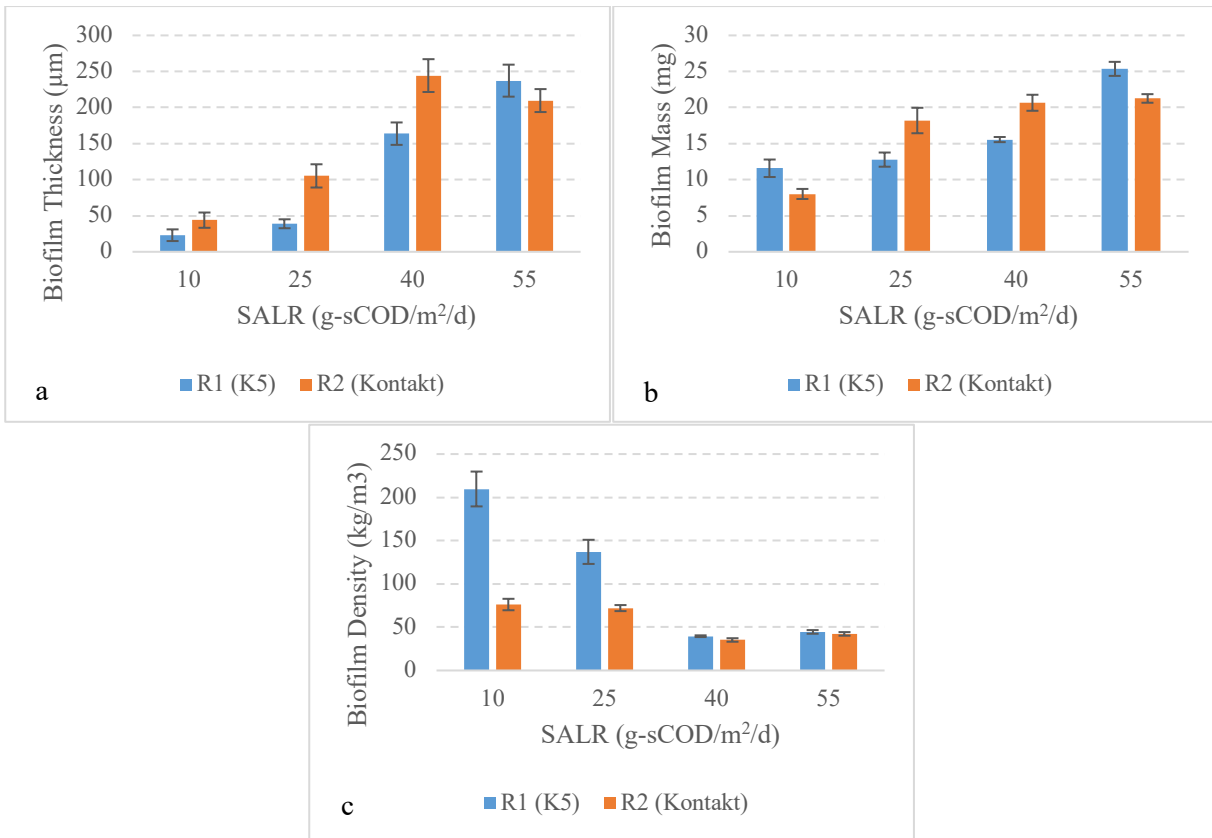 Biofilm Thickness (µm)
300
250
200
150
100
50
0
10 25 40 55
SALR (g-sCOD/m²/d)
R1 (K5) R2 (Kontakt)
a
Biofilm Mass (mg)
30
25
20
15
10
5
0
10 25 40 55
SALR (g-sCOD/m²/d)
R1 (K5) R2 (Kontakt)
b
Biofilm Density (kg/m3)
250
200
150
100
50
0
10 25 40 55
SALR (g-sCOD/m²/d)
R1 (K5) R2 (Kontakt)
c